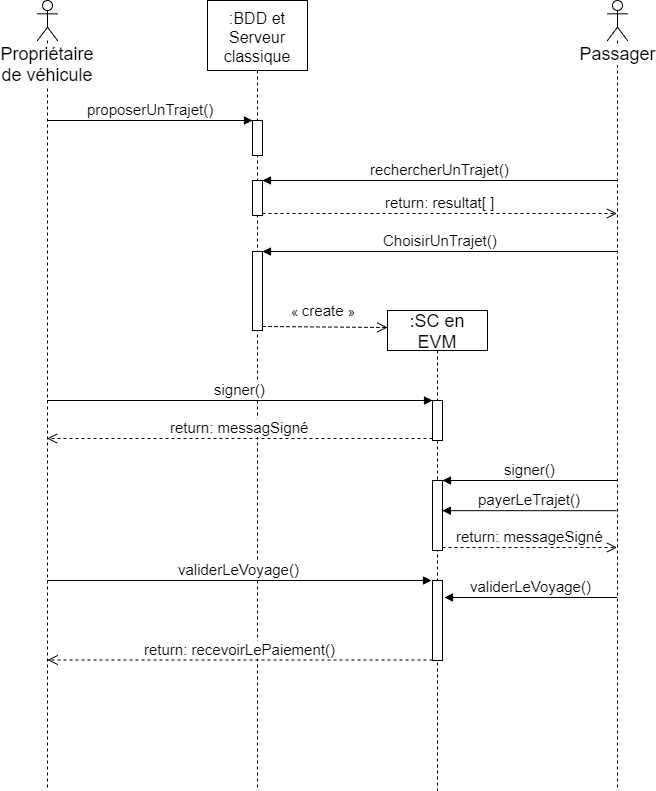 Propriétaire
de véhicule
:BDD et
Serveur
classique
Passager
proposerUnTrajet()
rechercherUnTrajet()
return: resultat[ ]
ChoisirUnTrajet()
« create »
:SC en
EVM
signer()
return: messagSigné
signer()
payerLeTrajet()
return: messageSigné
validerLeVoyage()
validerLeVoyage()
return: recevoirLePaiement()